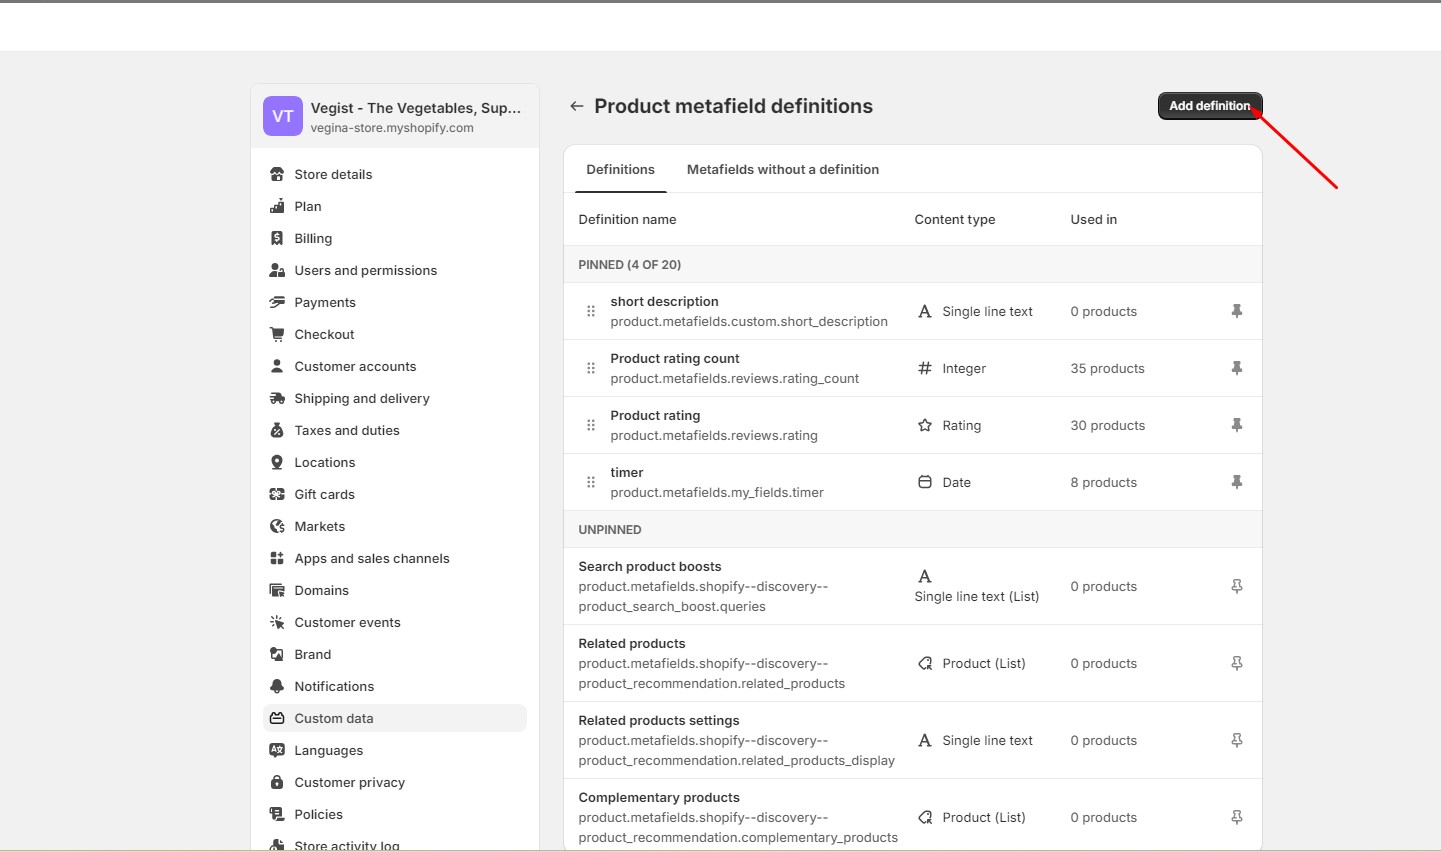 VT
Vegist - The Vegetables, Sup...
vegina-store.myshopify.com
Store details
Plan
Billing
Users and permissions
Payments
Checkout
Customer accounts
Shipping and delivery
Taxes and duties
Locations
Gift cards
Markets
Apps and sales channels
Domains
Customer events
Brand
Notifications
Custom data
Languages
Customer privacy
Policies
Store activity log
Product metafield definitions
Add definition
Definitions Metafields without a definition
Definition name Content type Used in
PINNED (4 OF 20)
short description
product.metafields.custom.short_description
Single line text 0 products
Product rating count
product.metafields.reviews.rating_count
Integer 35 products
Product rating
product.metafields.reviews.rating
Rating 30 products
timer
product.metafields.my_fields.timer
Date 8 products
UNPINNED
Search product boosts
product.metafields.shopify--discovery--
product_search_boost.queries
Single line text (List) 0 products
Related products
product.metafields.shopify--discovery--
product_recommendation.related_products
Product (List) 0 products
Related products settings
product.metafields.shopify--discovery--
product_recommendation.related_products_display
Single line text 0 products
Complementary products
product.metafields.shopify--discovery--
product_recommendation.complementary_products
Product (List) 0 products